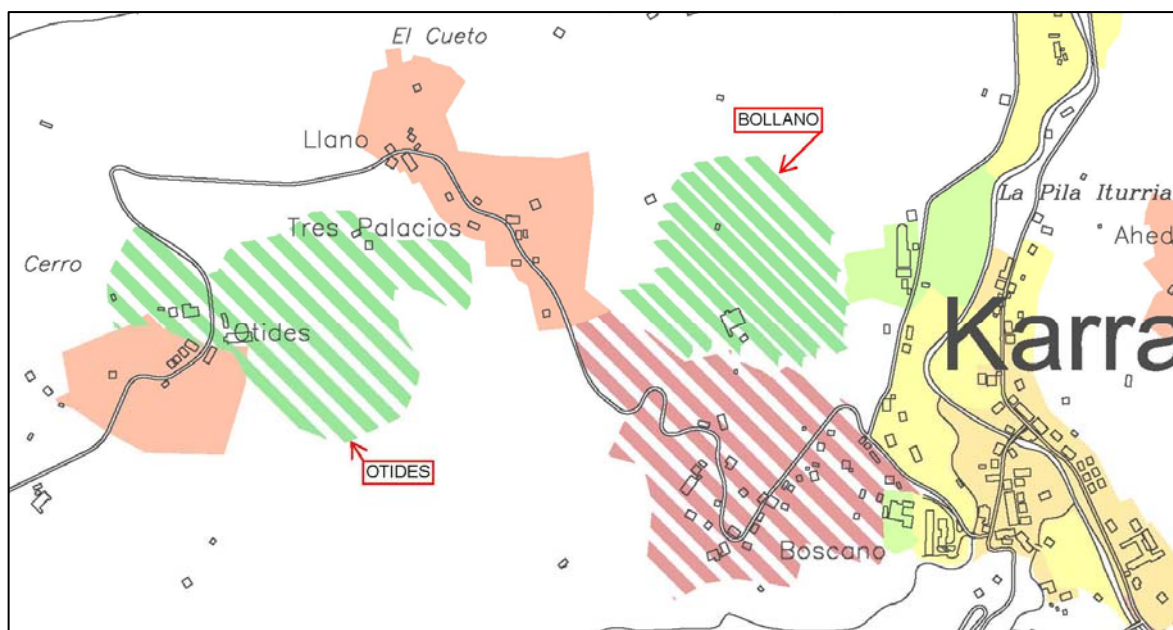 El Cueto
BOLLANO
Llano
La Pila Iturria
Tres Palacios
Ahed
Cerro
Otides
Karra
OTIDES
Boscano